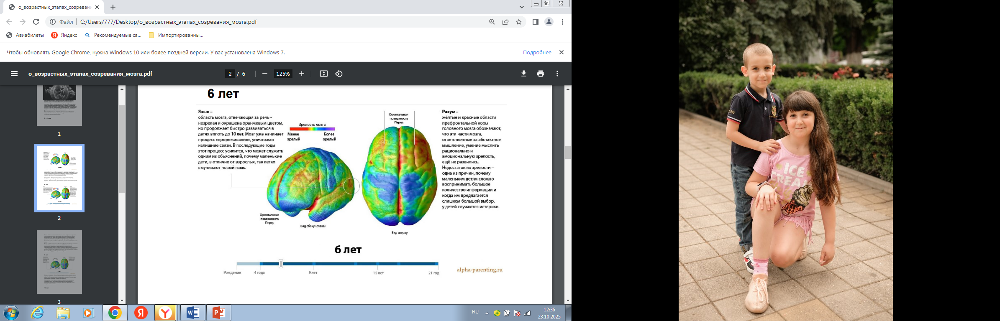 о_возрастных_этапах_созреван
Файл
C:/Users/777/Desktop/о_возрастных_этапах_созревания_мозга.pdf
Авиабилеты
Яндекс
Рекомендуемые са...
Импортированны...
Чтобы обновлять Google Chrome, нужна Windows 10 или более поздней версии. У вас установлена Windows 7.
Подробнее
о_возрастных_этапах_созревания_мозга.pdf
2 / 6
125%
1
2
3
6 лет
Язык –
область мозга, отвечающая за речь -
незрелая и окрашена оранжевым цветом,
но продолжает быстро развиваться в
детях вплоть до 10 лет. Мозг уже начинает
процесс «прореживания», уничтожая
излишние связи. В последующие годы
этот процесс усилится, что может служить
одним из обьяснений, почему маленькие
дети, в отличие от взрослых, так легко
выучивают новый язык.
Зрелость мозга
Менее
зрелый
Более
зрелый
Фронтальная
поверхность
Перед
Вид сбоку (слева)
Фронтальная
поверхность
Перед
Вид сверху
Разум –
жёлтые и красные области
префронтальной коры
головного мозга обозначают,
что эти части мозга,
ответственные за абстактное
мышление, умение мыслить
рационально и
эмоциональную зрелость,
ещё не развились.
Недостаток их зрелости –
одна из причин, почему
маленьким детям сложно
воспринимать большое
количество информации и
когда им предлагается
слишком большой выбор,
у детей случаются истерики.
6 лет
Рождение
4 года
9 лет
15 лет
21 год
alpha-parenting.ru
RU
12:36
23.10.2025
ICE
CREAM